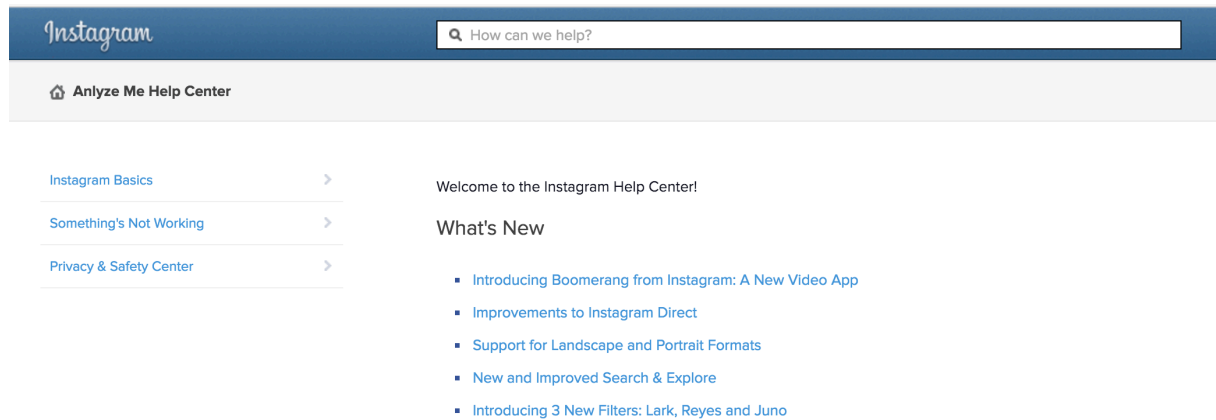 Instagram
How can we help?
Anlyze Me Help Center
Instagram Basics
Something's Not Working
Privacy & Safety Center
Welcome to the Instagram Help Center!
What's New
Introducing Boomerang from Instagram: A New Video App
Improvements to Instagram Direct
Support for Landscape and Portrait Formats
New and Improved Search & Explore
Introducing 3 New Filters: Lark, Reyes and Juno